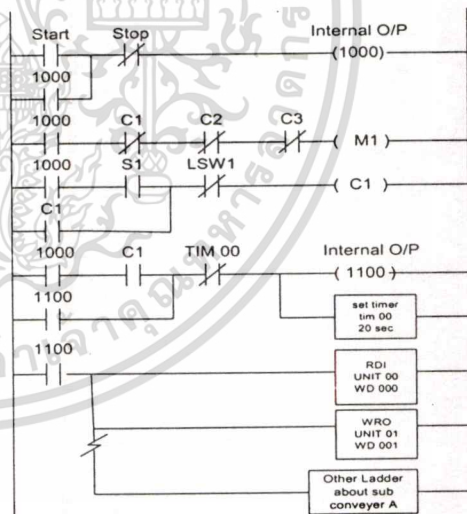 Start Stop Internal O/P
(1000)
1000
1000 C1 C2 C3
( M1 )
1000 S1 LSW1
( C1 )
C1
1000 C1 TIM 00 Internal O/P
( 1100 )
1100
set timer
tim 00
20 sec
1100
RDI
UNIT 00
WD 000
WRO
UNIT 01
WD 001
Other Ladder
about sub
conveyer A